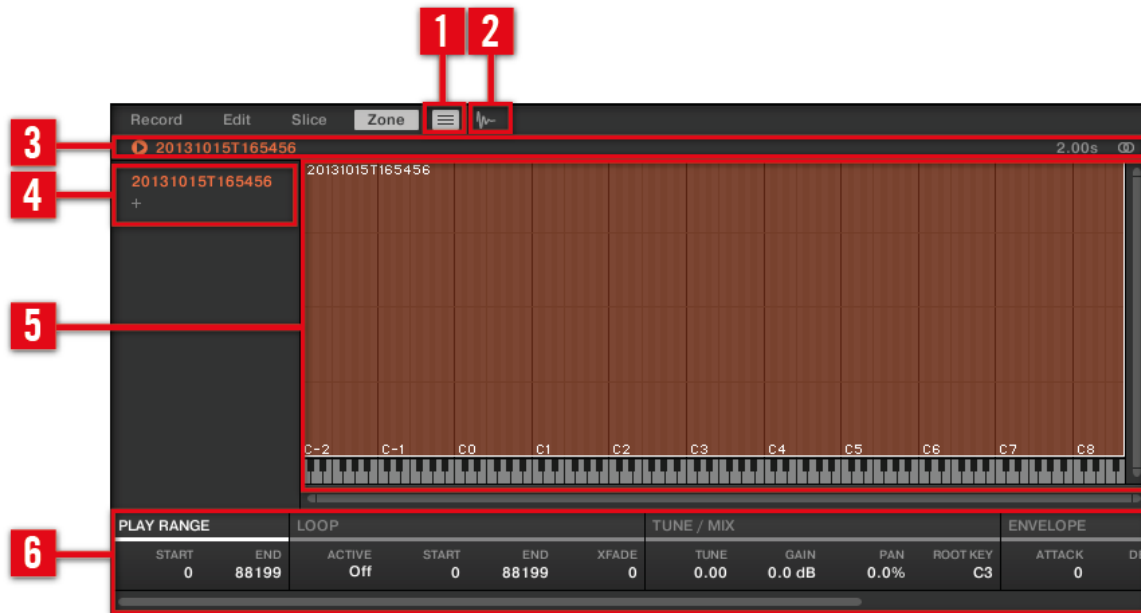 1 2
Record Edit Slice Zone
3
20131015T165456 2.00s
4
20131015T165456
+
20131015T165456
5
C-2 C-1 C0 C1 C2 C3 C4 C5 C6 C7 C8
6
PLAY RANGE LOOP TUNE / MIX ENVELOPE
START END ACTIVE START END XFADE TUNE GAIN PAN ROOT KEY ATTACK
0 88199 Off 0 88199 0 0.00 0.0 dB 0.0% C3 0